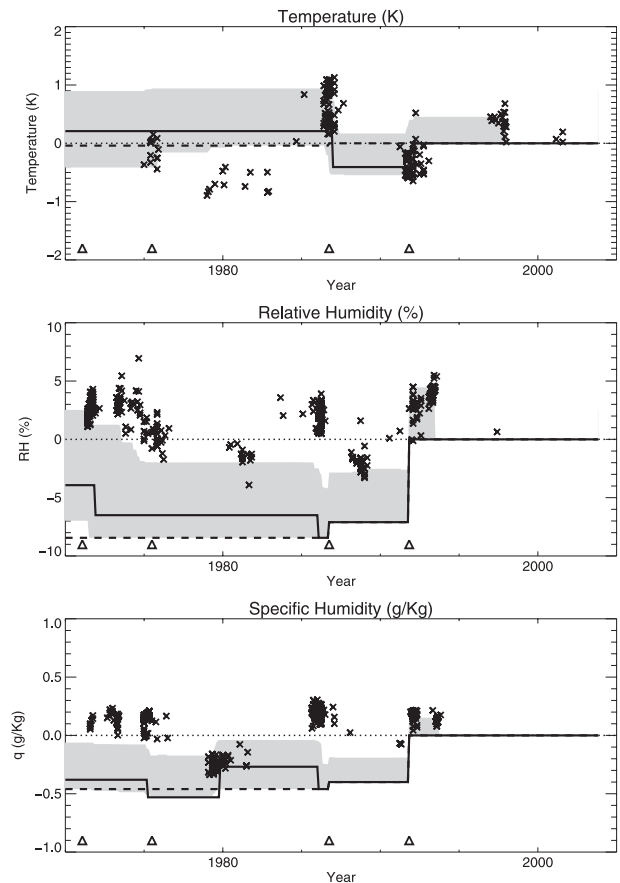 Temperature (K)
2
1
0
−1
−2
Temperature (K)
1980
2000
Year
Relative Humidity (%)
10
5
0
−5
−10
RH (%)
1980
2000
Year
Specific Humidity (g/Kg)
1.0
0.5
0.0
−0.5
−1.0
q (g/Kg)
1980
2000
Year